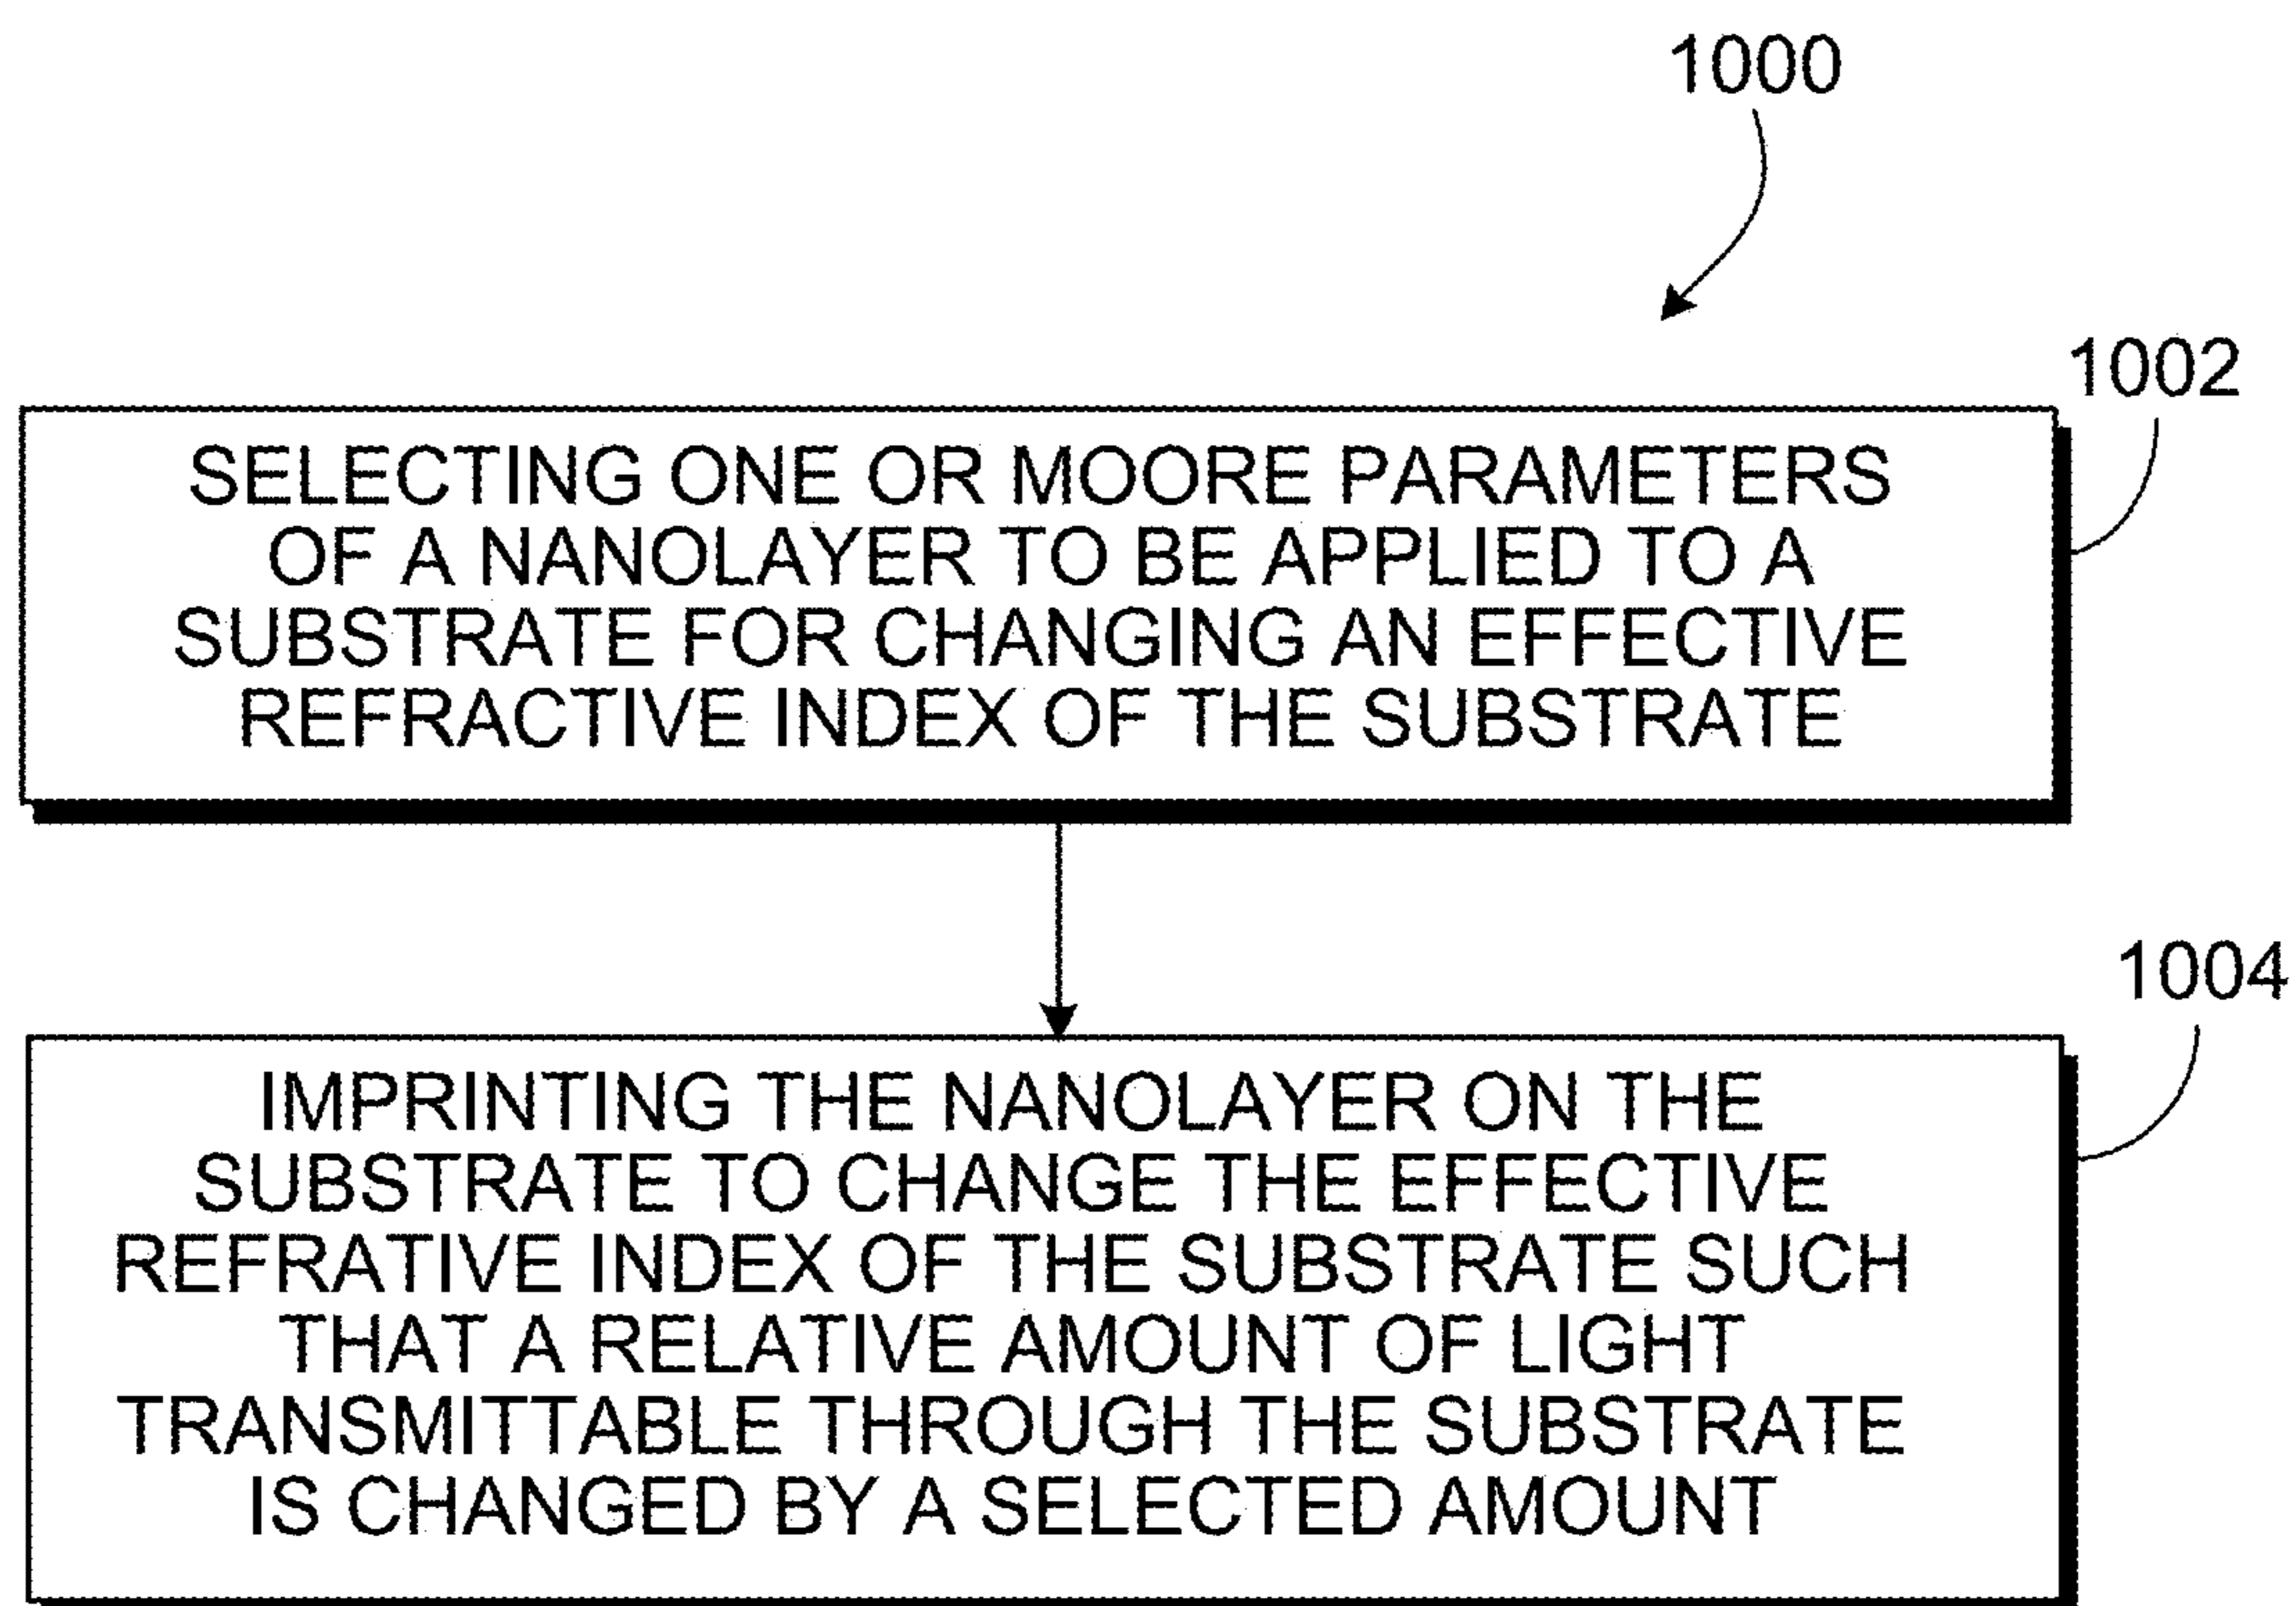 1000
1002
SELECTING ONE OR MOORE PARAMETERS
OF A NANOLAYER TO BE APPLIED TO A
SUBSTRATE FOR CHANGING AN EFFECTIVE
REFRACTIVE INDEX OF THE SUBSTRATE
1004
IMPRINTING THE NANOLAYER ON THE
SUBSTRATE TO CHANGE THE EFFECTIVE
REFRATIVE INDEX OF THE SUBSTRATE SUCH
THAT A RELATIVE AMOUNT OF LIGHT
TRANSMITTABLE THROUGH THE SUBSTRATE
IS CHANGED BY A SELECTED AMOUNT